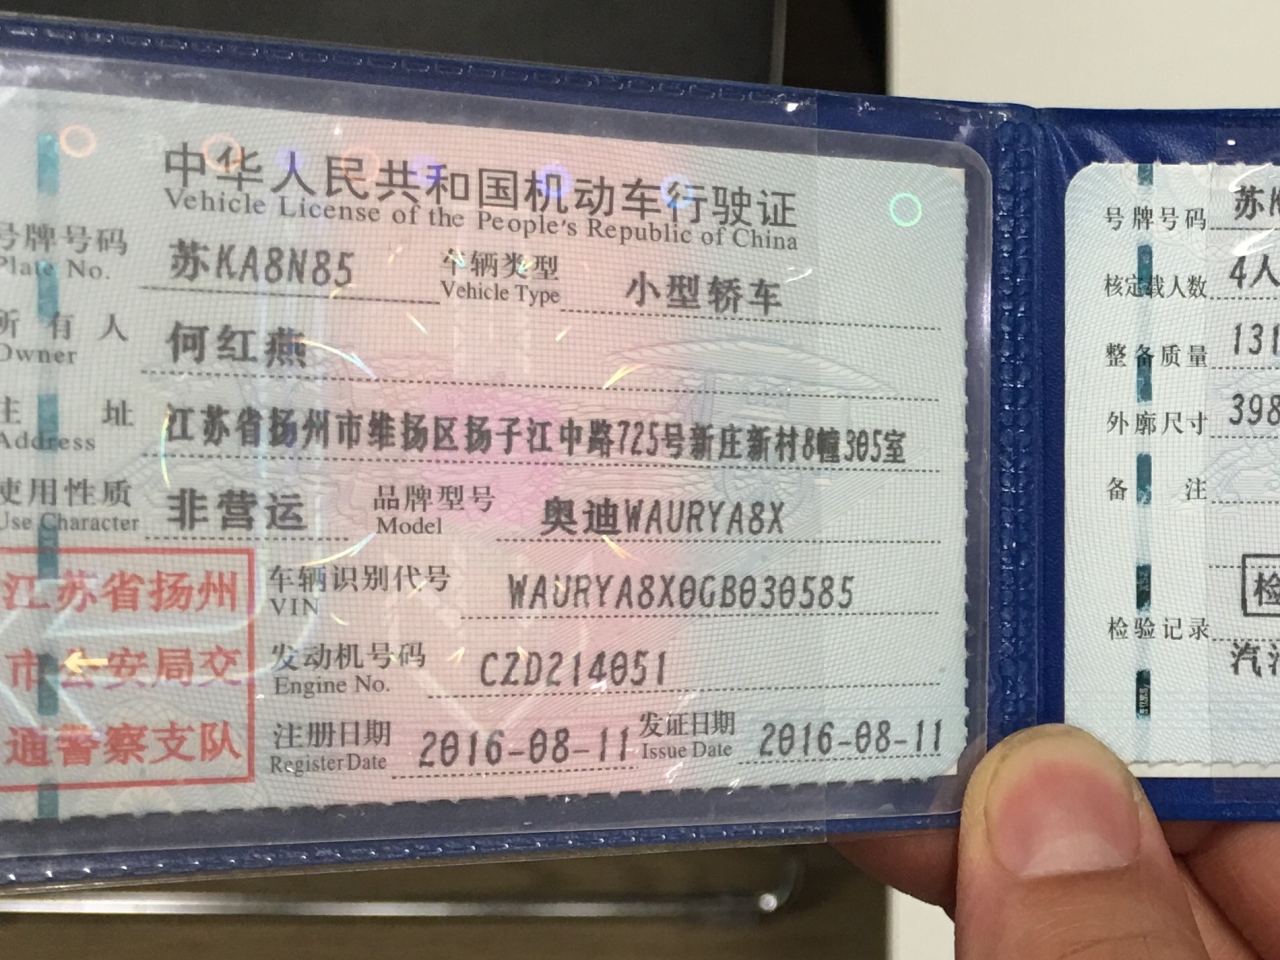 中华人民共和国机动车行驶证
Vehicle License of the People's Republic of China
号牌号码 苏KA8N85 车辆类型 小型轿车
Plate No. Vehicle Type
所有人 何红燕
Owner
住址 江苏省扬州市维扬区扬子江中路725号新庄新村8幢305室
Address
使用性质 非营运 品牌型号 奥迪WAURYA8X
Use Character Model
江苏省扬州
市公安局交
通警察支队
车辆识别代号 WAURYA8X0GB030585
VIN
发动机号码 CZD214051
Engine No.
注册日期 2016-08-11 发证日期 2016-08-11
Register Date Issue Date
号牌号码 苏K
核定载人数 4人
整备质量 131
外廓尺寸 398
备注
检
检验记录
汽